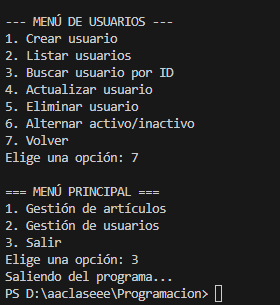 --- MENÚ DE USUARIOS ---
1. Crear usuario
2. Listar usuarios
3. Buscar usuario por ID
4. Actualizar usuario
5. Eliminar usuario
6. Alternar activo/inactivo
7. Volver
Elige una opción: 7
=== MENÚ PRINCIPAL ===
1. Gestión de artículos
2. Gestión de usuarios
3. Salir
Elige una opción: 3
Saliendo del programa...
PS D:\aaclaseee\Programacion>